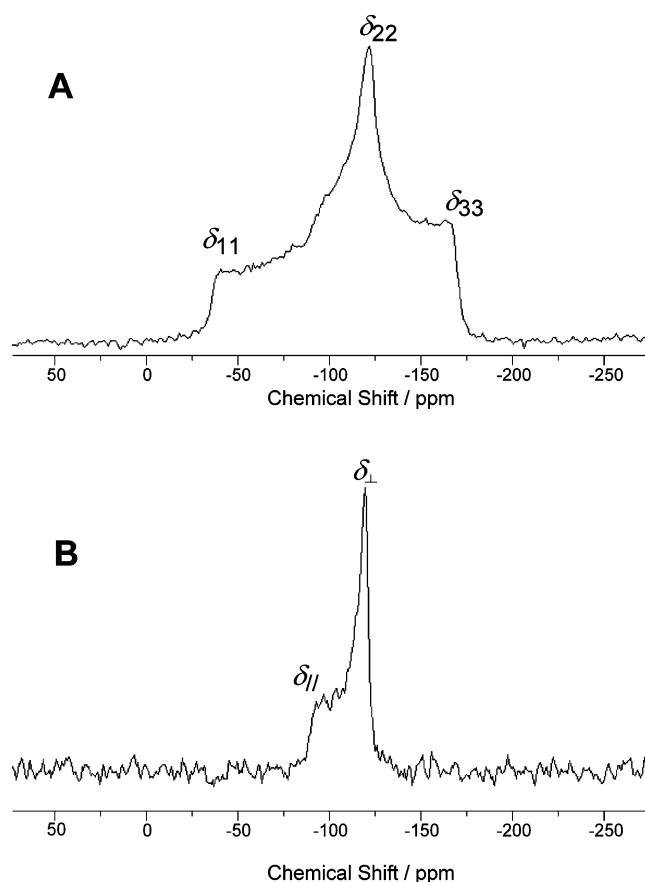 A
δ22
δ11
δ33
50 0 -50 -100 -150 -200 -250
Chemical Shift / ppm
B
δ⊥
δ//
50 0 -50 -100 -150 -200 -250
Chemical Shift / ppm